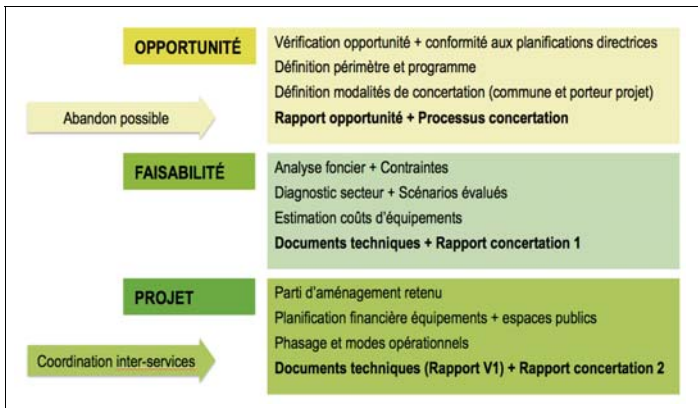 OPPORTUNITÉ
Vérification opportunité + conformité aux planifications directrices
Définition périmètre et programme
Définition modalités de concertation (commune et porteur projet)
Rapport opportunité + Processus concertation
Abandon possible
FAISABILITÉ
Analyse foncier + Contraintes
Diagnostic secteur + Scénarios évalués
Estimation coûts d'équipements
Documents techniques + Rapport concertation 1
PROJET
Parti d'aménagement retenu
Planification financière équipements + espaces publics
Phasage et modes opérationnels
Documents techniques (Rapport V1) + Rapport concertation 2
Coordination inter-services